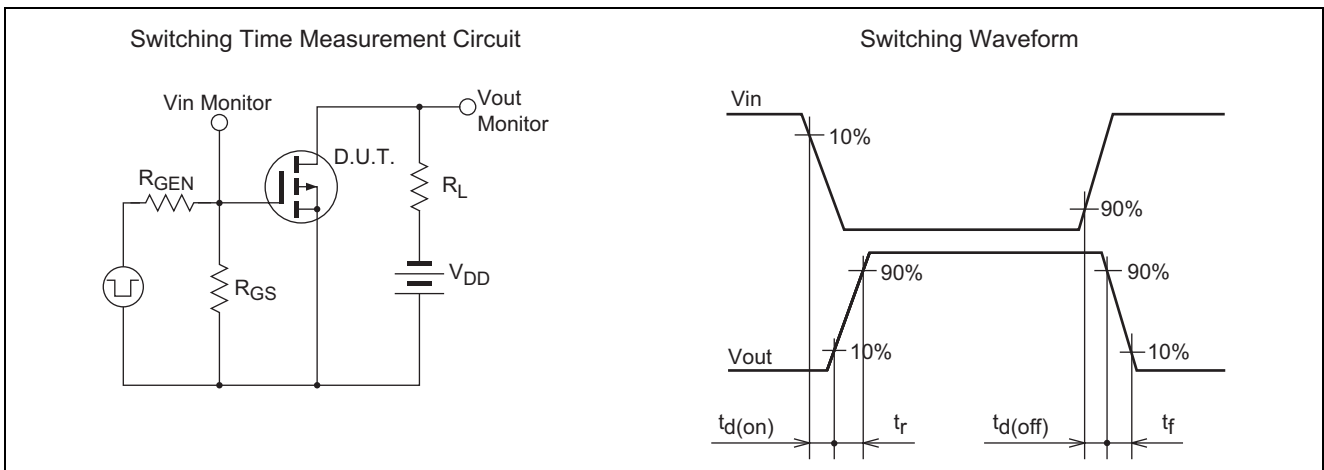 Switching Time Measurement Circuit
Vin Monitor
Vout
Monitor
D.U.T.
RGEN
RL
RGS
VDD
Switching Waveform
Vin
10%
90%
90%
90%
Vout
10%
10%
td(on)
tr
td(off)
tf